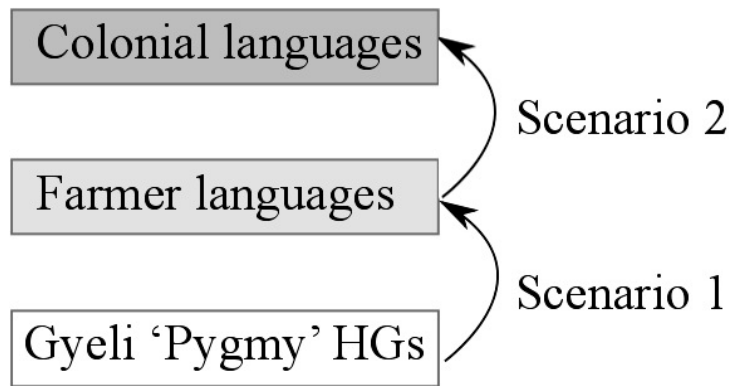 Colonial languages
Scenario 2
Farmer languages
Scenario 1
Gyeli ‘Pygmy’ HGs